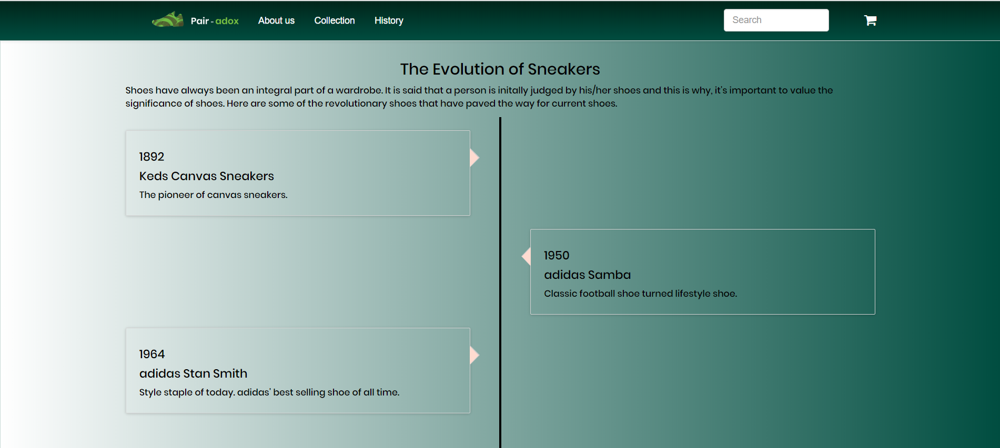 Pair - adox About us Collection History Search
The Evolution of Sneakers
Shoes have always been an integral part of a wardrobe. It is said that a person is initally judged by his/her shoes and this is why, it's important to value the
significance of shoes. Here are some of the revolutionary shoes that have paved the way for current shoes.
1892
Keds Canvas Sneakers
The pioneer of canvas sneakers.
1950
adidas Samba
Classic football shoe turned lifestyle shoe.
1964
adidas Stan Smith
Style staple of today. adidas' best selling shoe of all time.